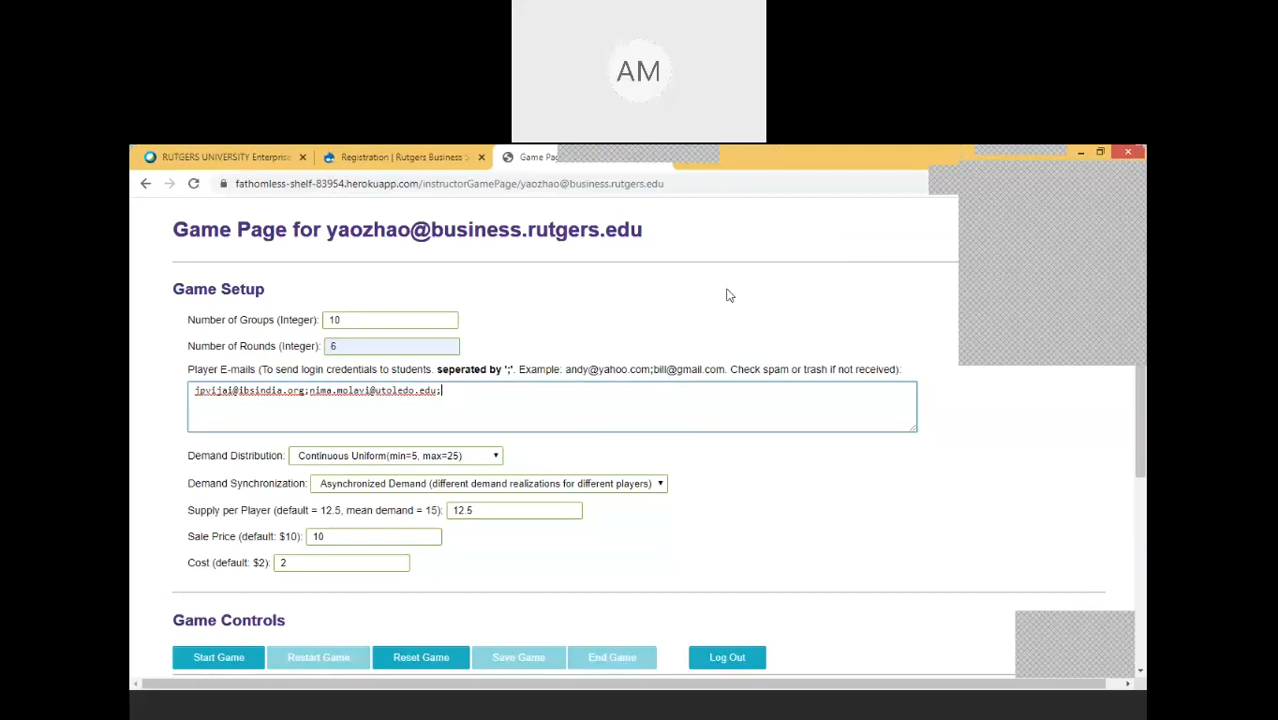 AM
RUTGERS UNIVERSITY Enterprise
Registration | Rutgers Business S
Game Pag
fathomless-shelf-83954.herokuapp.com/instructorGamePage/yaozhao@business.rutgers.edu
Game Page for yaozhao@business.rutgers.edu
Game Setup
Number of Groups (Integer): 10
Number of Rounds (Integer): 6
Player E-mails (To send login credentials to students. seperated by ';'. Example: andy@yahoo.com;bill@gmail.com. Check spam or trash if not received):
jpvijai@ibsindia.org;nima.molavi@utoledo.edu;
Demand Distribution: Continuous Uniform(min=5, max=25)
Demand Synchronization: Asynchronized Demand (different demand realizations for different players)
Supply per Player (default = 12.5, mean demand = 15): 12.5
Sale Price (default: $10): 10
Cost (default: $2): 2
Game Controls
Start Game Restart Game Reset Game Save Game End Game Log Out